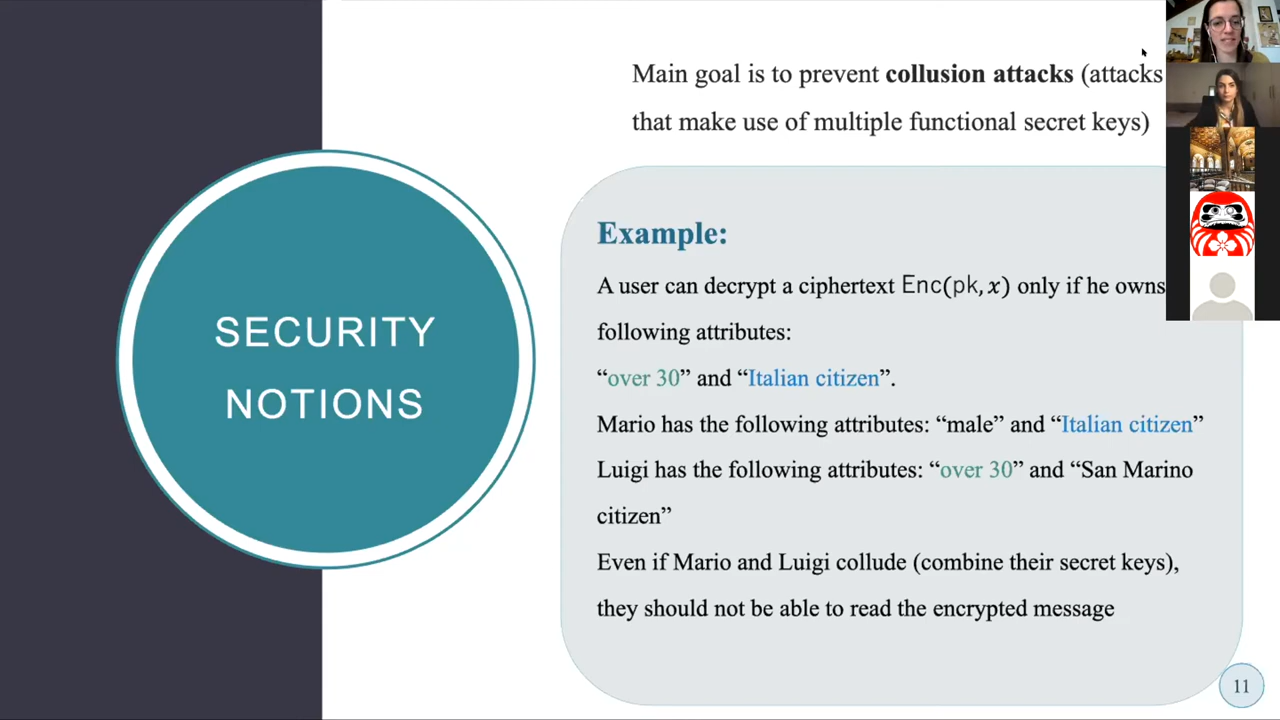 Main goal is to prevent collusion attacks (attacks
that make use of multiple functional secret keys)
SECURITY
NOTIONS
Example:
A user can decrypt a ciphertext Enc(pk, x) only if he owns
following attributes:
“over 30” and “Italian citizen”.
Mario has the following attributes: “male” and “Italian citizen”
Luigi has the following attributes: “over 30” and “San Marino
citizen”
Even if Mario and Luigi collude (combine their secret keys),
they should not be able to read the encrypted message
11